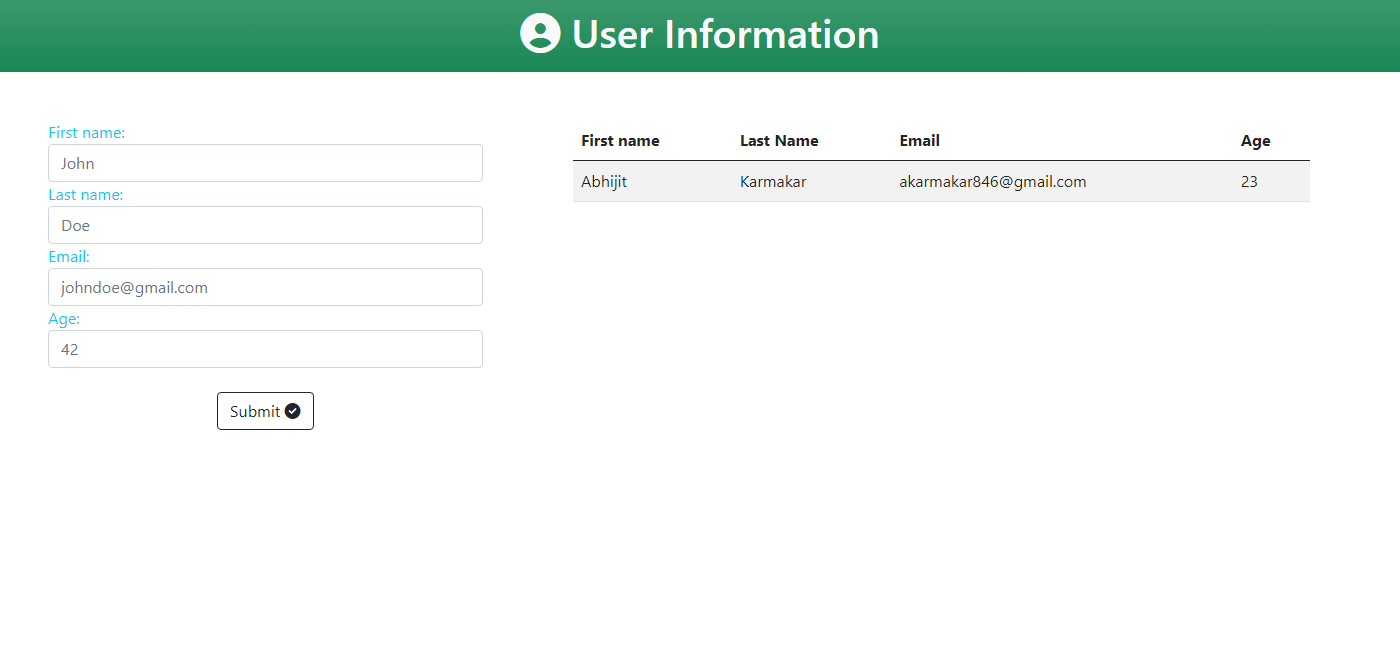 User Information
First name:
John
Last name:
Doe
Email:
johndoe@gmail.com
Age:
42
Submit
First name Last Name Email Age
Abhijit Karmakar akarmakar846@gmail.com 23